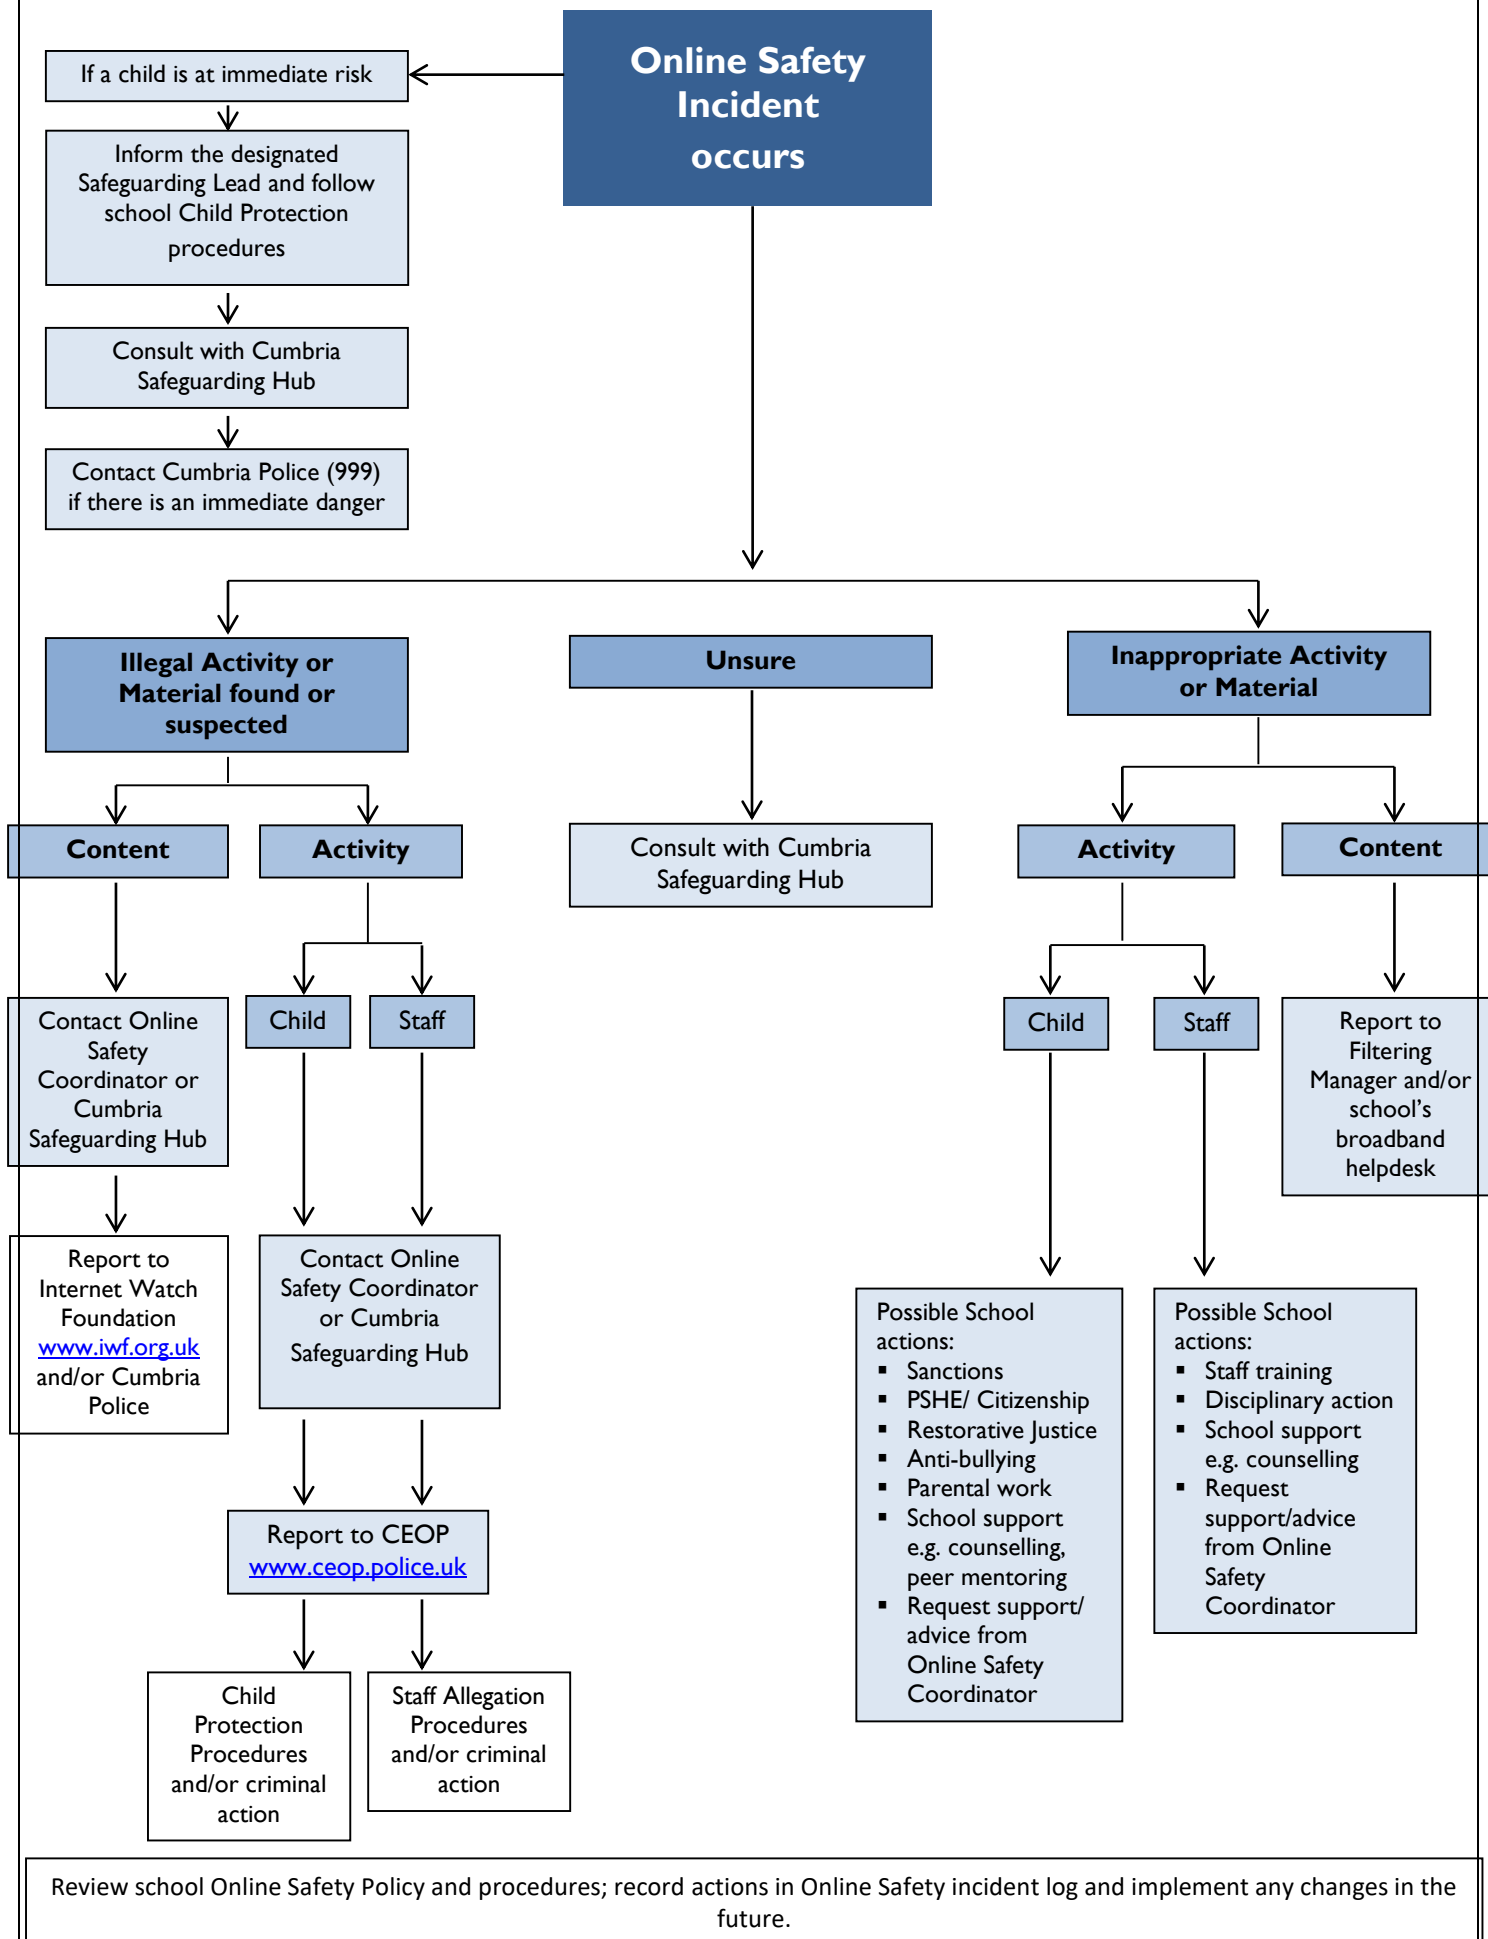 Online Safety
Incident
occurs
If a child is at immediate risk
Inform the designated
Safeguarding Lead and follow
school Child Protection
procedures
Consult with Cumbria
Safeguarding Hub
Contact Cumbria Police (999)
if there is an immediate danger
Illegal Activity or
Material found or
suspected
Unsure
Inappropriate Activity
or Material
Content
Activity
Consult with Cumbria
Safeguarding Hub
Activity
Content
Contact Online
Safety
Coordinator or
Cumbria
Safeguarding Hub
Child
Staff
Child
Staff
Report to
Filtering
Manager and/or
school’s
broadband
helpdesk
Report to
Internet Watch
Foundation
www.iwf.org.uk
and/or Cumbria
Police
Contact Online
Safety Coordinator
or Cumbria
Safeguarding Hub
Possible School
actions:
▪ Sanctions
▪ PSHE/ Citizenship
▪ Restorative Justice
▪ Anti-bullying
▪ Parental work
▪ School support
e.g. counselling,
peer mentoring
▪ Request support/
advice from
Online Safety
Coordinator
Possible School
actions:
▪ Staff training
▪ Disciplinary action
▪ School support
e.g. counselling
▪ Request
support/advice
from Online
Safety
Coordinator
Report to CEOP
www.ceop.police.uk
Child
Protection
Procedures
and/or criminal
action
Staff Allegation
Procedures
and/or criminal
action
Review school Online Safety Policy and procedures; record actions in Online Safety incident log and implement any changes in the
future.